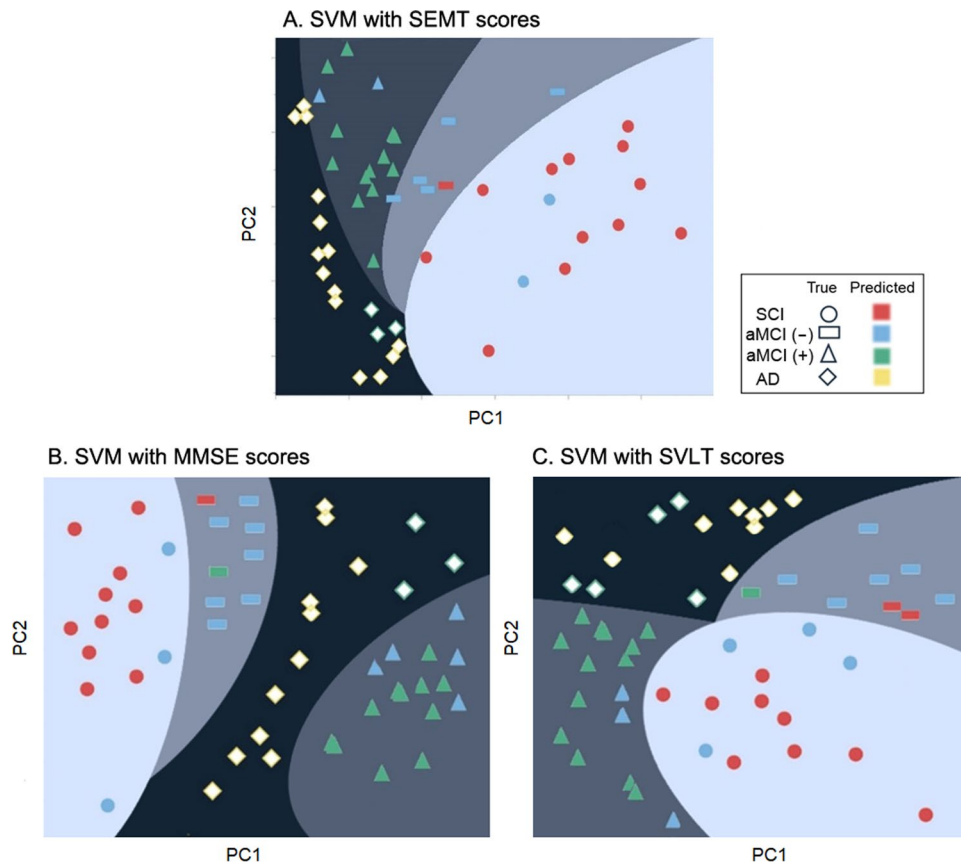 A. SVM with SEMT scores
PC2
PC1
True Predicted
SCI
aMCI (−)
aMCI (+)
AD
B. SVM with MMSE scores
PC2
PC1
C. SVM with SVLT scores
PC2
PC1